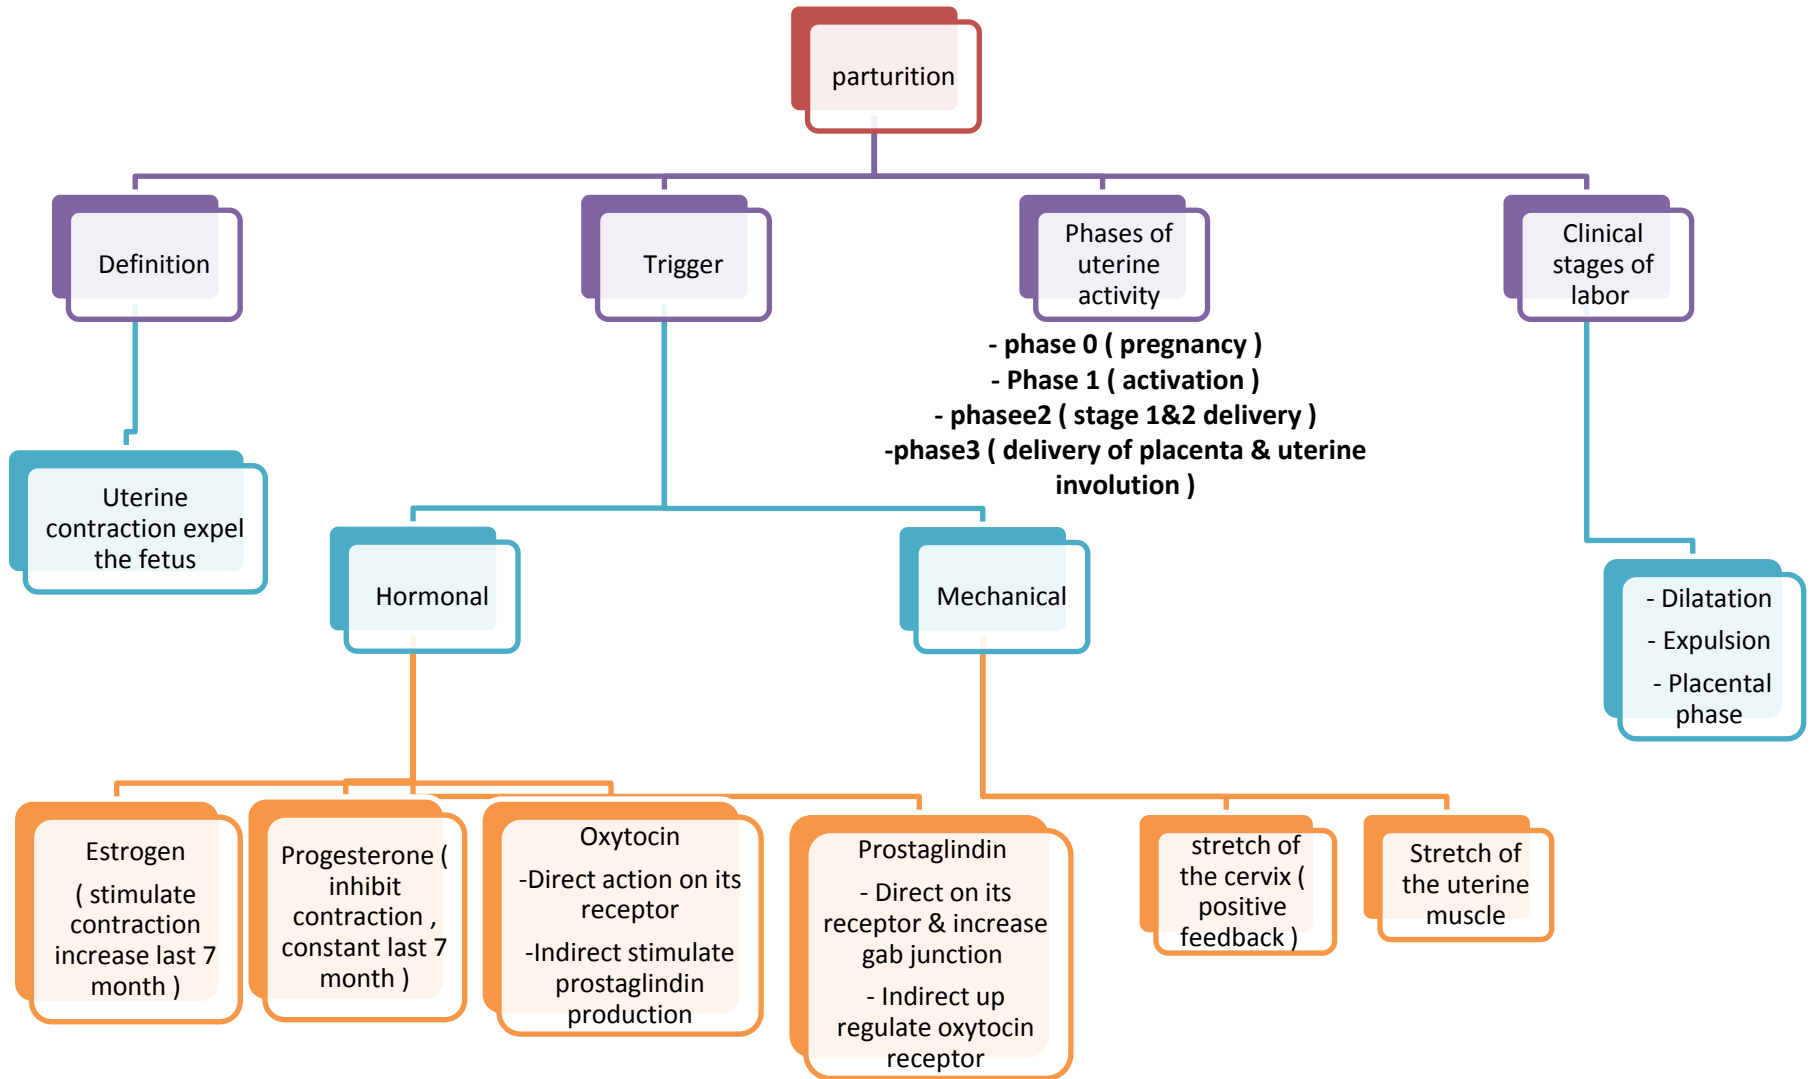 parturition
Definition
Trigger
Phases of
uterine
activity
Clinical
stages of
labor
- phase 0 ( pregnancy )
- Phase 1 ( activation )
- phasee2 ( stage 1&2 delivery )
-phase3 ( delivery of placenta & uterine
involution )
Uterine
contraction expel
the fetus
Hormonal
Mechanical
- Dilatation
- Expulsion
- Placental
phase
Estrogen
( stimulate
contraction
increase last 7
month )
Progesterone (
inhibit
contraction ,
constant last 7
month )
Oxytocin
-Direct action on its
receptor
-Indirect stimulate
prostaglindin
production
Prostaglindin
- Direct on its
receptor & increase
gab junction
- Indirect up
regulate oxytocin
receptor
stretch of
the cervix (
positive
feedback )
Stretch of
the uterine
muscle